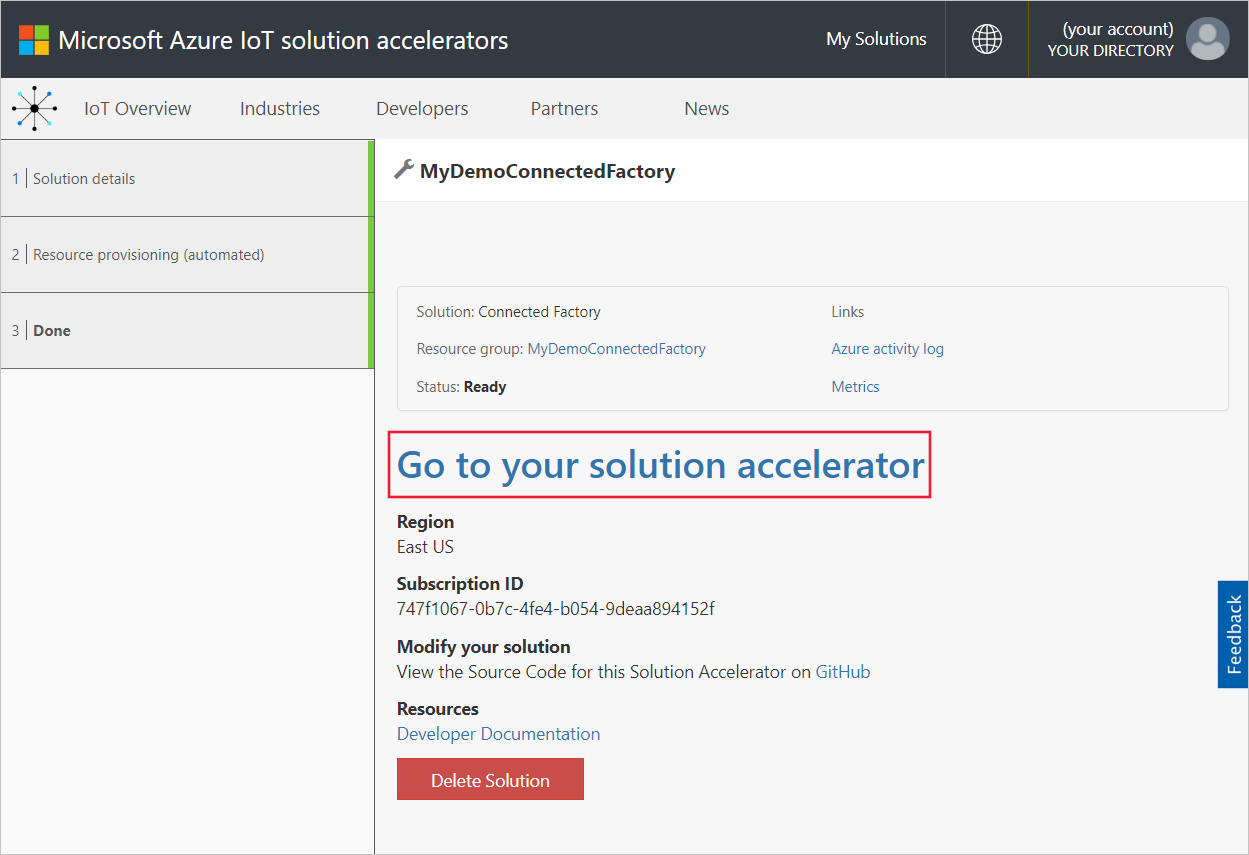 Microsoft Azure IoT solution accelerators
My Solutions
(your account)
YOUR DIRECTORY
IoT Overview Industries Developers Partners News
1 Solution details
2 Resource provisioning (automated)
3 Done
MyDemoConnectedFactory
Solution: Connected Factory
Resource group: MyDemoConnectedFactory
Status: Ready
Links
Azure activity log
Metrics
Go to your solution accelerator
Region
East US
Subscription ID
747f1067-0b7c-4fe4-b054-9deaa894152f
Modify your solution
View the Source Code for this Solution Accelerator on GitHub
Resources
Developer Documentation
Delete Solution
Feedback